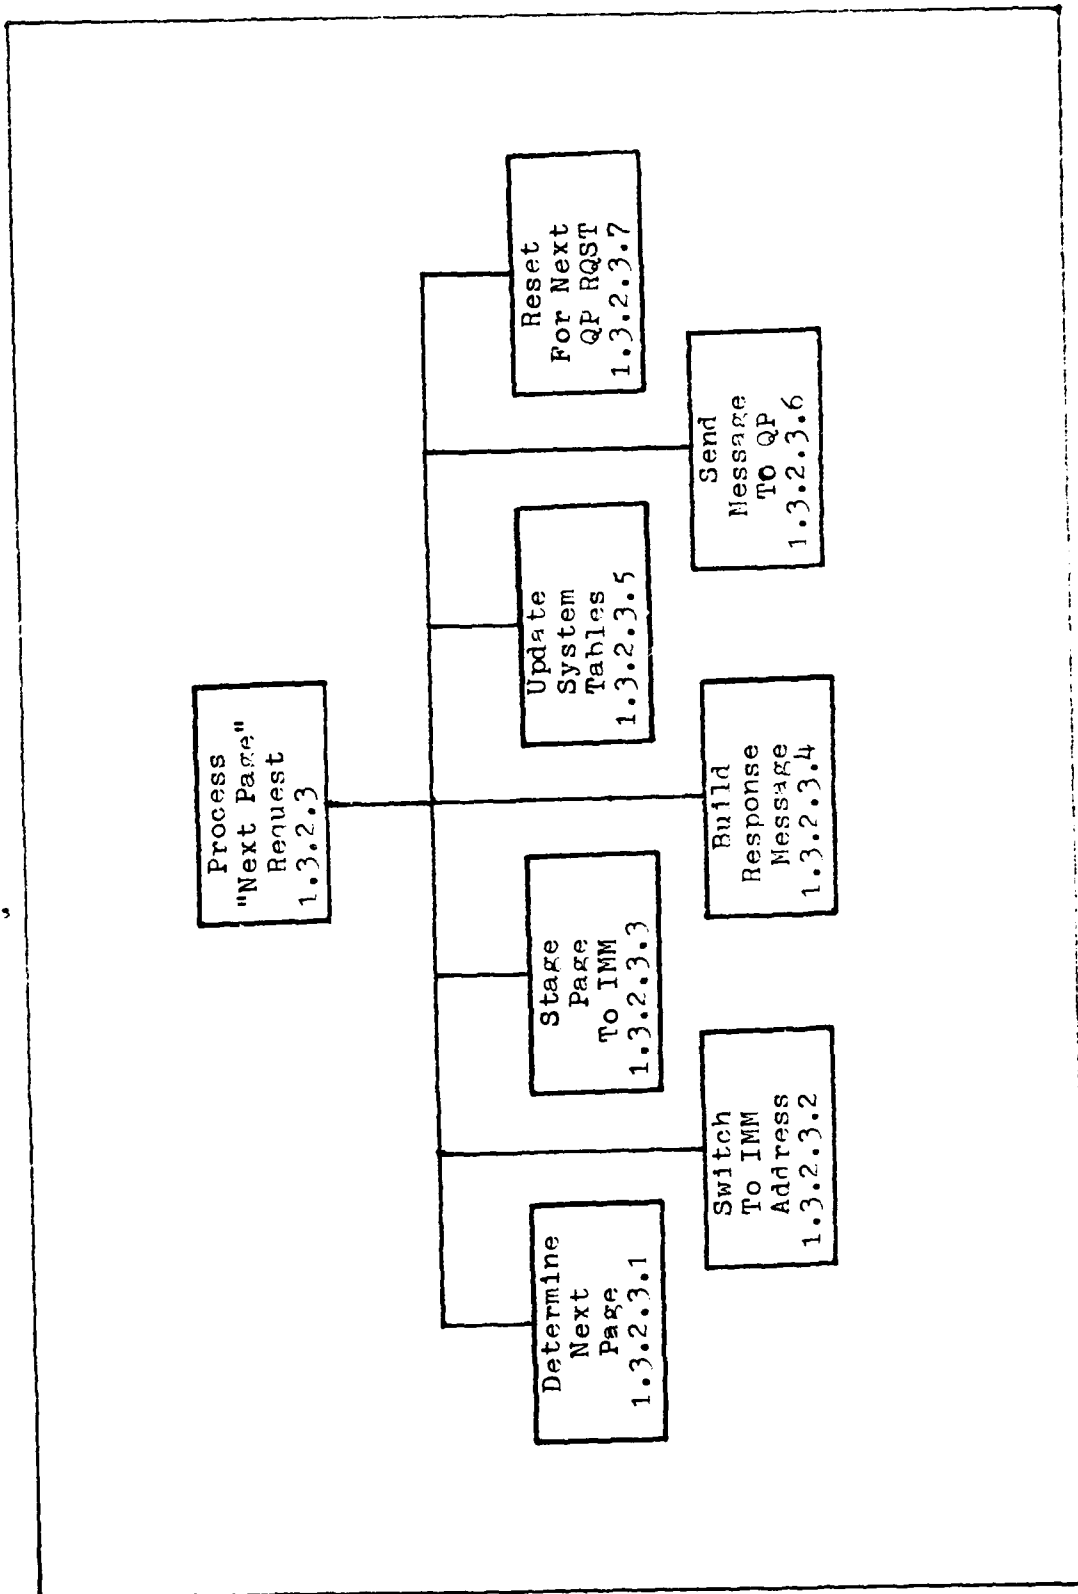 Process
"Next Page"
Request
1.3.2.3
Determine
Next
Page
1.3.2.3.1
Switch
To IMM
Address
1.3.2.3.2
Stage
Page
To IMM
1.3.2.3.3
Build
Response
Message
1.3.2.3.4
Update
System
Tables
1.3.2.3.5
Send
Message
To QP
1.3.2.3.6
Reset
For Next
QP RQST
1.3.2.3.7